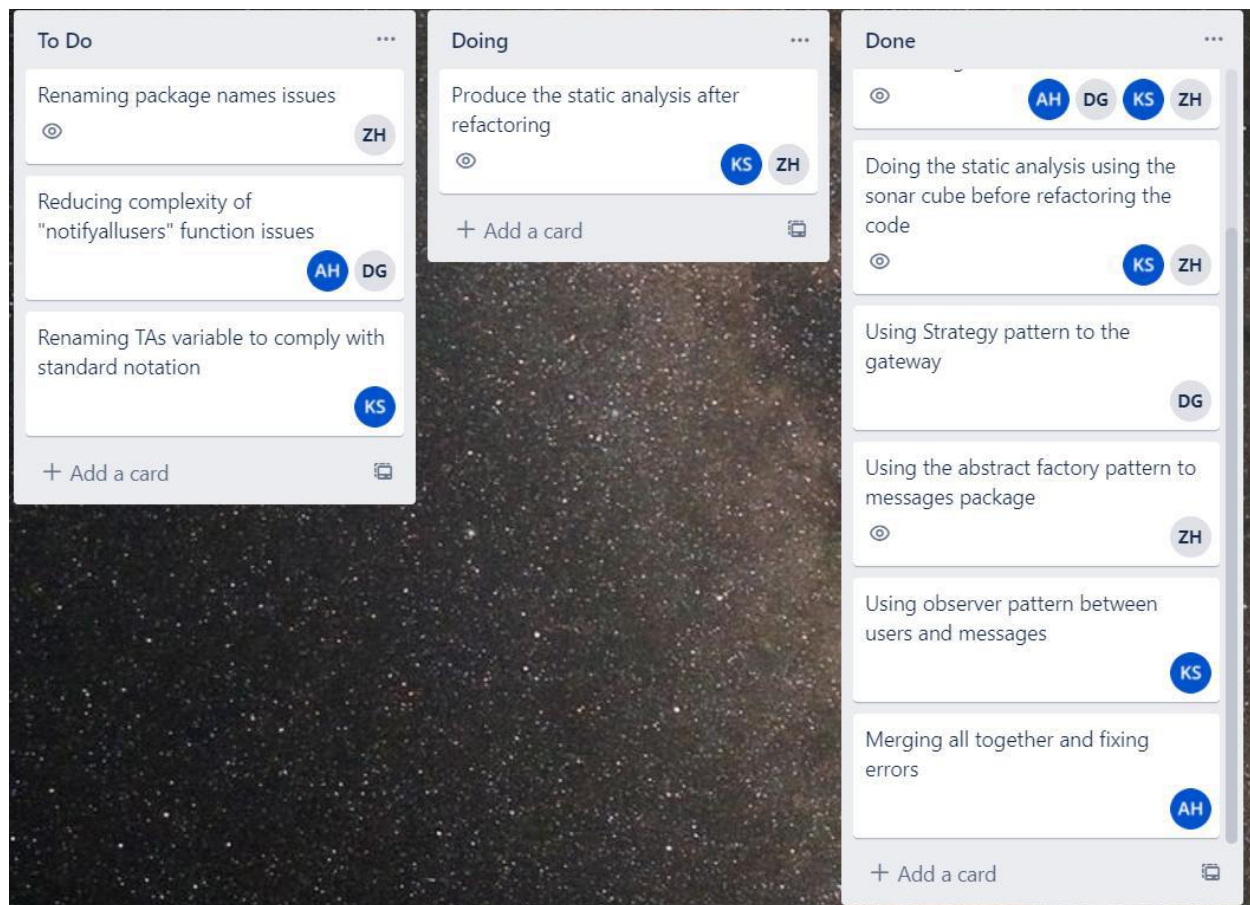 To Do
Renaming package names issues
ZH
Reducing complexity of
"notifyallusers" function issues
AH DG
Renaming TAs variable to comply with
standard notation
KS
+ Add a card
Doing
Produce the static analysis after
refactoring
KS ZH
+ Add a card
Done
AH DG KS ZH
Doing the static analysis using the
sonar cube before refactoring the
code
KS ZH
Using Strategy pattern to the
gateway
DG
Using the abstract factory pattern to
messages package
ZH
Using observer pattern between
users and messages
KS
Merging all together and fixing
errors
AH
+ Add a card